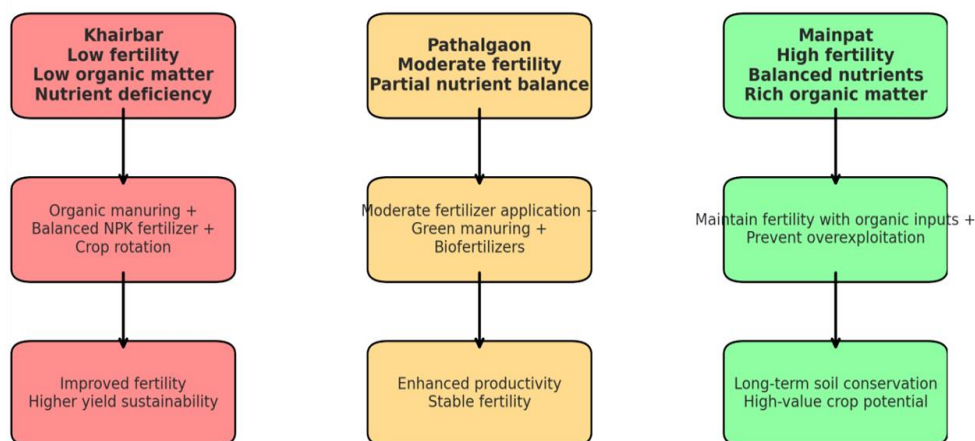 Khairbar
Low fertility
Low organic matter
Nutrient deficiency
Organic manuring +
Balanced NPK fertilizer +
Crop rotation
Improved fertility
Higher yield sustainability
Pathalgaon
Moderate fertility
Partial nutrient balance
Moderate fertilizer application +
Green manuring +
Biofertilizers
Enhanced productivity
Stable fertility
Mainpat
High fertility
Balanced nutrients
Rich organic matter
Maintain fertility with organic inputs +
Prevent overexploitation
Long-term soil conservation
High-value crop potential